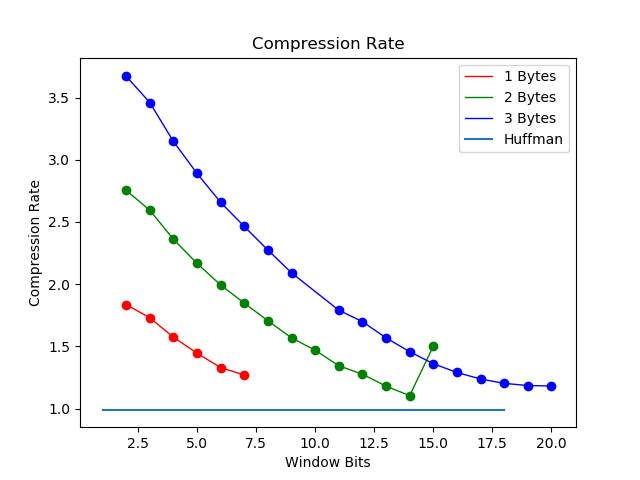 Compression Rate
1 Bytes
2 Bytes
3 Bytes
Huffman
Compression Rate
3.5
3.0
2.5
2.0
1.5
1.0
2.5 5.0 7.5 10.0 12.5 15.0 17.5 20.0
Window Bits